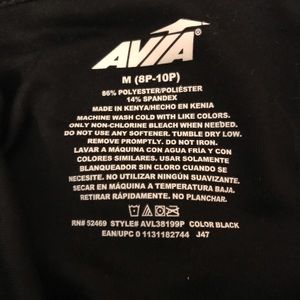 AVIA
M (8P-10P)
86% POLYESTER/POLIÉSTER
14% SPANDEX
MADE IN KENYA/HECHO EN KENIA
MACHINE WASH COLD WITH LIKE COLORS.
ONLY NON-CHLORINE BLEACH WHEN NEEDED.
DO NOT USE ANY SOFTENER. TUMBLE DRY LOW.
REMOVE PROMPTLY. DO NOT IRON.
LAVAR A MÁQUINA CON AGUA FRÍA Y CON
COLORES SIMILARES. USAR SOLAMENTE
BLANQUEADOR SIN CLORO CUANDO SE
NECESITE. NO UTILIZAR NINGÚN SUAVIZANTE.
SECAR EN MÁQUINA A TEMPERATURA BAJA.
RETIRAR RÁPIDAMENTE. NO PLANCHAR.
RN# 52469 STYLE# AVL38199P COLOR BLACK
EAN/UPC 0 1131182744 J47